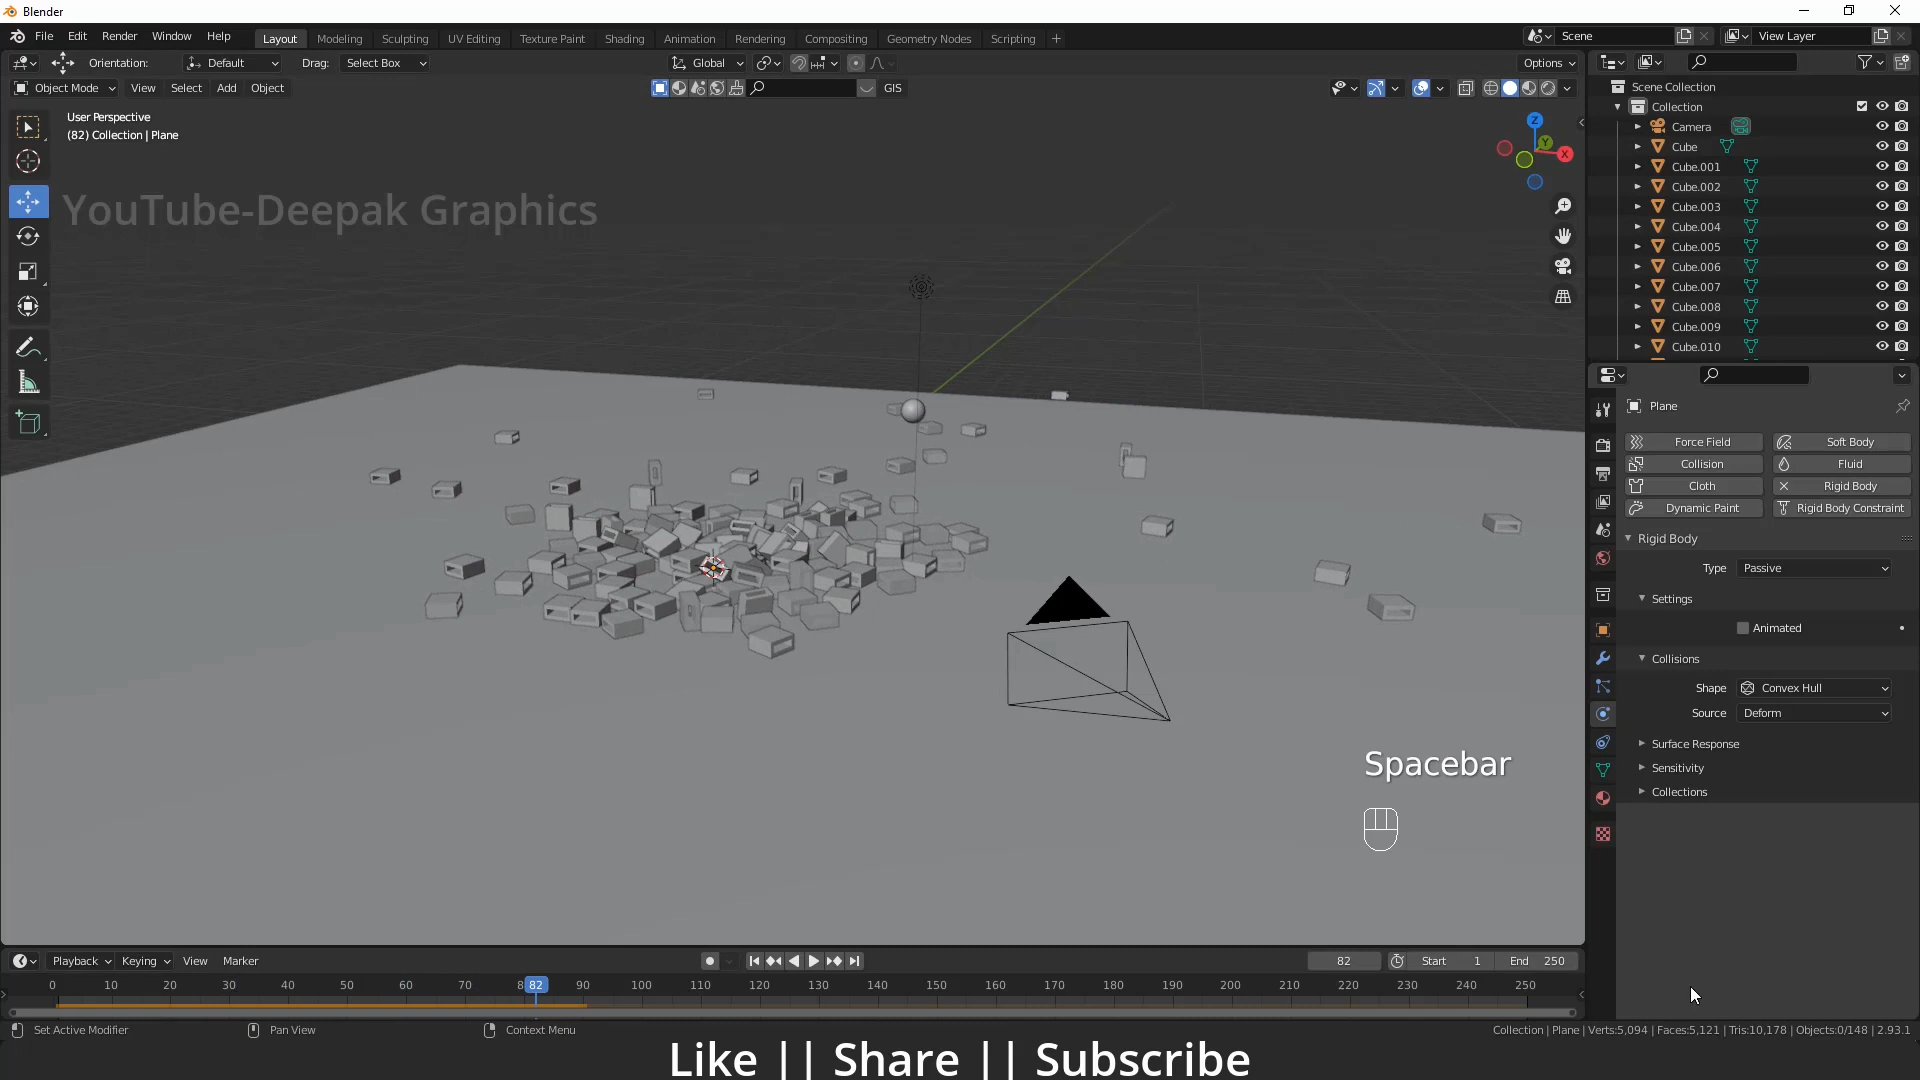 Blender
File Edit Render Window Help
Layout Modeling Sculpting UV Editing Texture Paint Shading Animation Rendering Compositing Geometry Nodes Scripting +
Scene
View Layer
Orientation: Default Drag: Select Box
Global
Options
Object Mode View Select Add Object
GIS
User Perspective
(82) Collection | Plane
YouTube-Deepak Graphics
Z
Y
X
Scene Collection
Collection
Camera
Cube
Cube.001
Cube.002
Cube.003
Cube.004
Cube.005
Cube.006
Cube.007
Cube.008
Cube.009
Cube.010
Plane
Force Field Soft Body
Collision Fluid
Cloth Rigid Body
Dynamic Paint Rigid Body Constraint
Rigid Body
Type Passive
Settings
Animated
Collisions
Shape Convex Hull
Source Deform
Surface Response
Sensitivity
Collections
Spacebar
Playback Keying View Marker
82 Start 1 End 250
0 10 20 30 40 50 60 70 8 82 90 100 110 120 130 140 150 160 170 180 190 200 210 220 230 240 250
Set Active Modifier Pan View Context Menu
Collection | Plane | Verts:5,094 | Faces:5,121 | Tris:10,178 | Objects:0/148 | 2.93.1
Like || Share || Subscribe